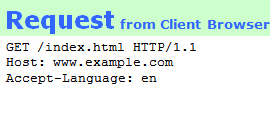 Request from Client Browser
GET /index.html HTTP/1.1
Host: www.example.com
Accept-Language: en